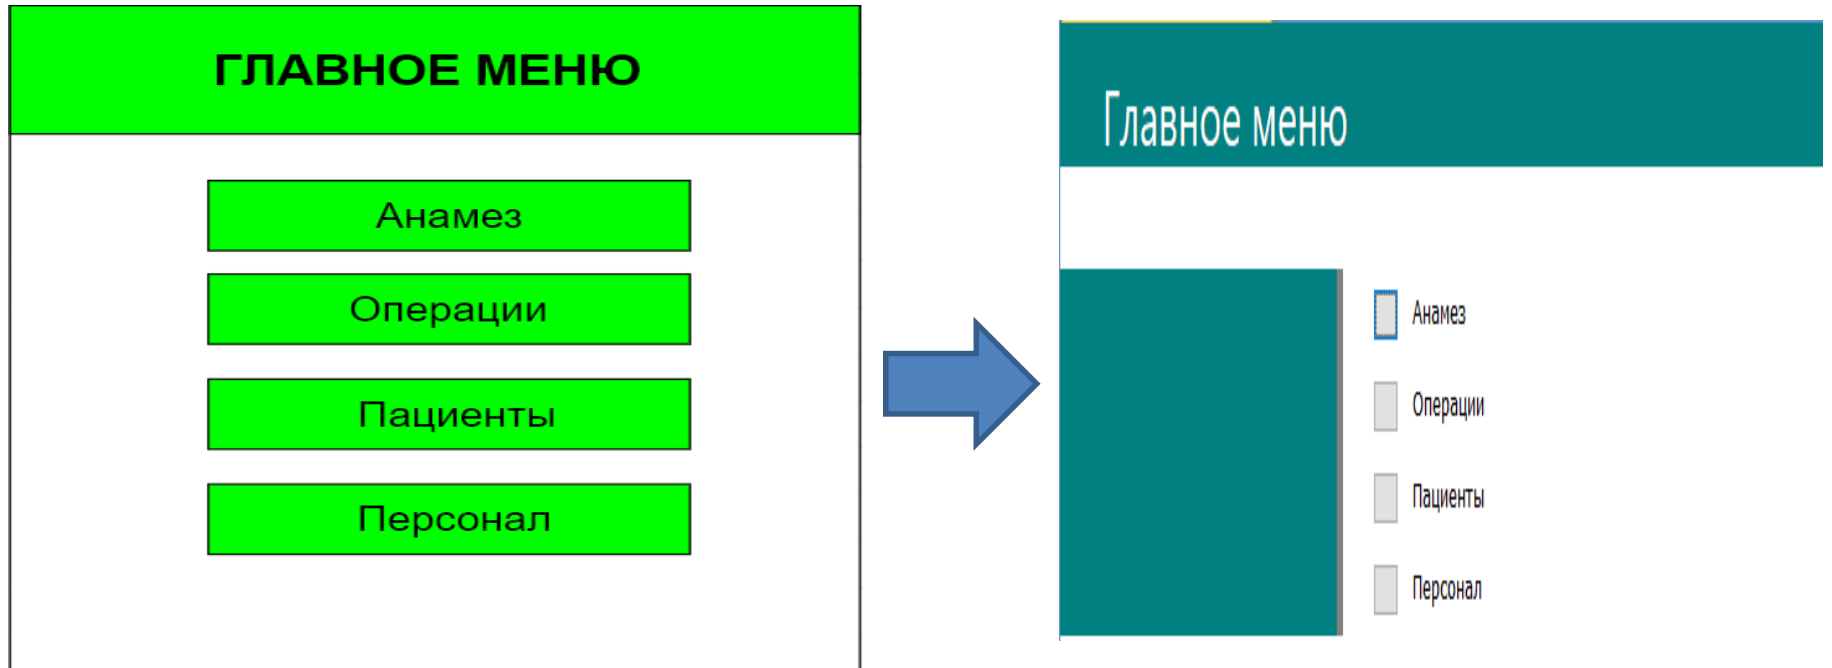 ГЛАВНОЕ МЕНЮ
Анамез
Операции
Пациенты
Персонал
Главное меню
Анамез
Операции
Пациенты
Персонал